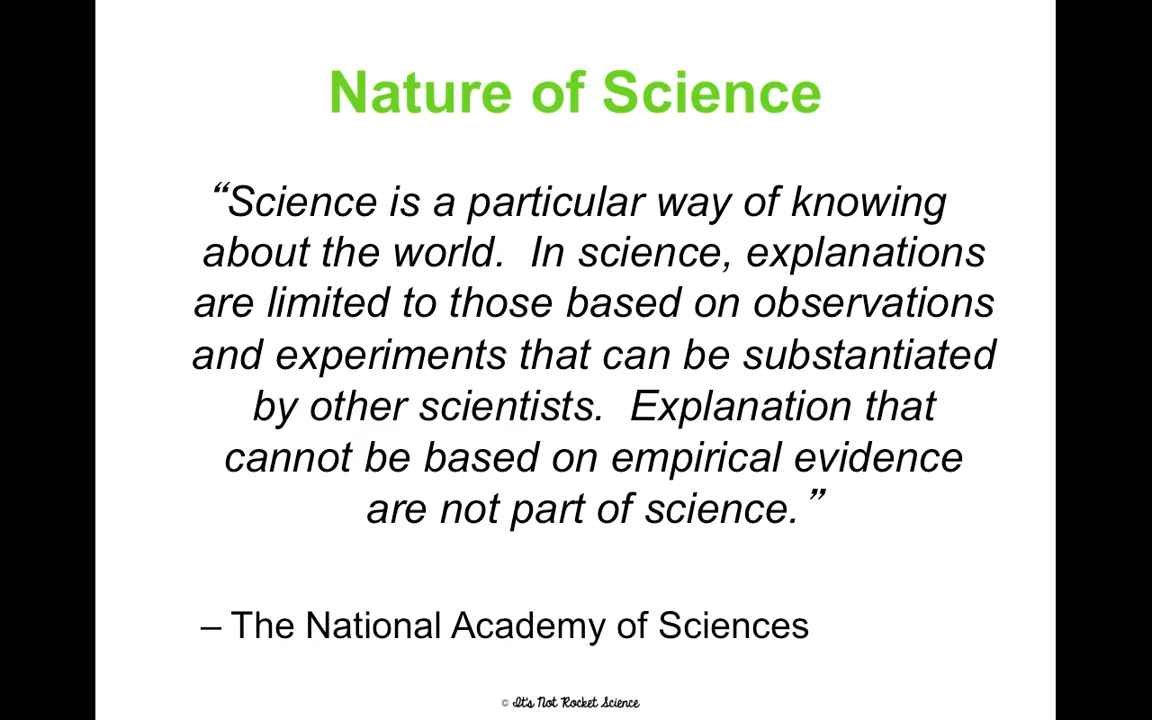 Nature of Science
“Science is a particular way of knowing
about the world.  In science, explanations
are limited to those based on observations
and experiments that can be substantiated
by other scientists.  Explanation that
cannot be based on empirical evidence
are not part of science.”
– The National Academy of Sciences
© It's Not Rocket Science